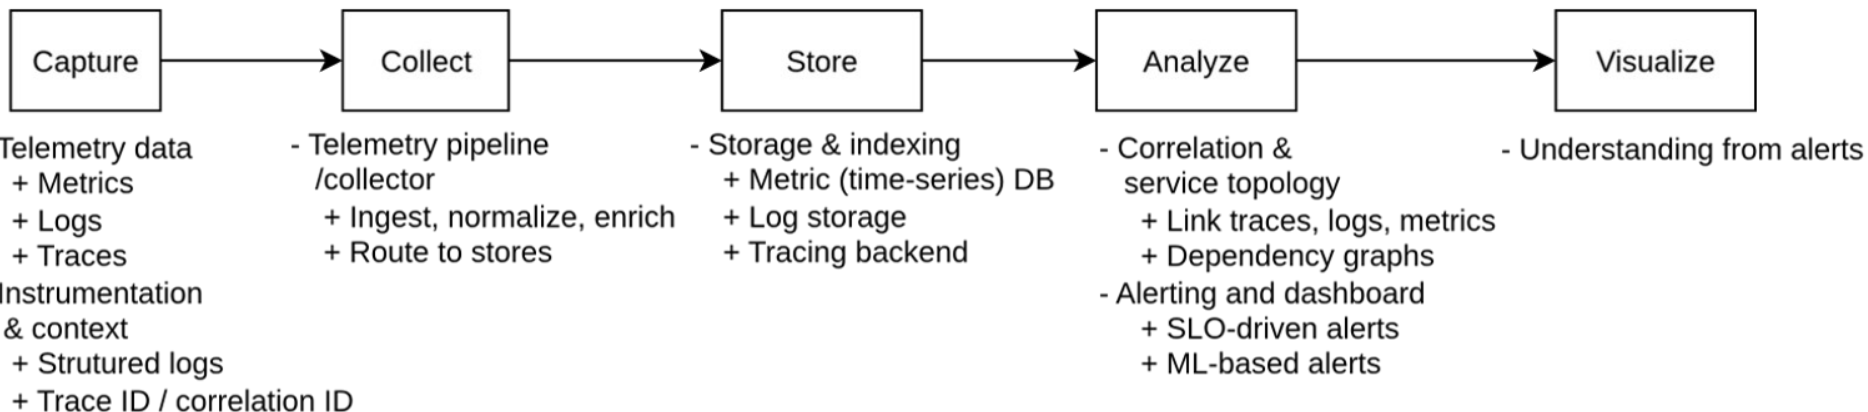 Capture
Collect
Store
Analyze
Visualize
Telemetry data
+ Metrics
+ Logs
+ Traces
Instrumentation
& context
+ Strutured logs
+ Trace ID / correlation ID
- Telemetry pipeline
/collector
+ Ingest, normalize, enrich
+ Route to stores
- Storage & indexing
+ Metric (time-series) DB
+ Log storage
+ Tracing backend
- Correlation &
service topology
+ Link traces, logs, metrics
+ Dependency graphs
- Alerting and dashboard
+ SLO-driven alerts
+ ML-based alerts
- Understanding from alerts